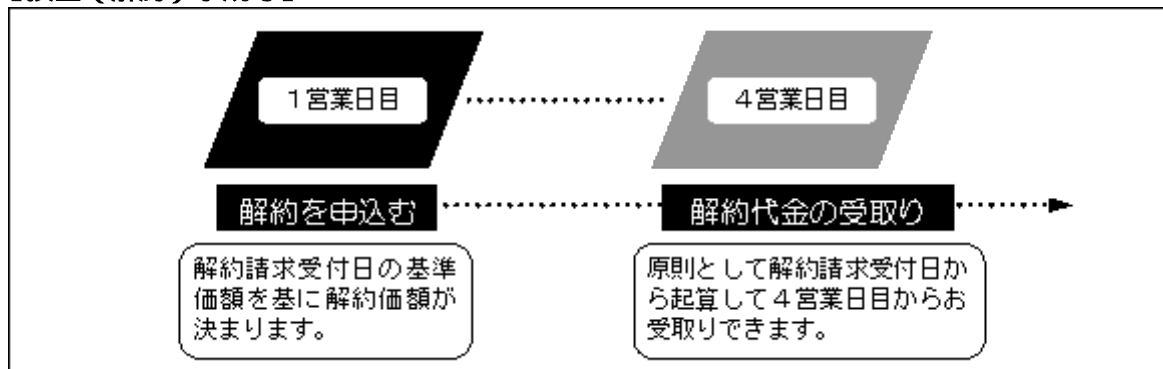 １営業日目
４営業日目
解約を申込む
解約代金の受取り
解約請求受付日の基準
価額を基に解約価額が
決まります。
原則として解約請求受付日か
ら起算して４営業日目からお
受取りできます。